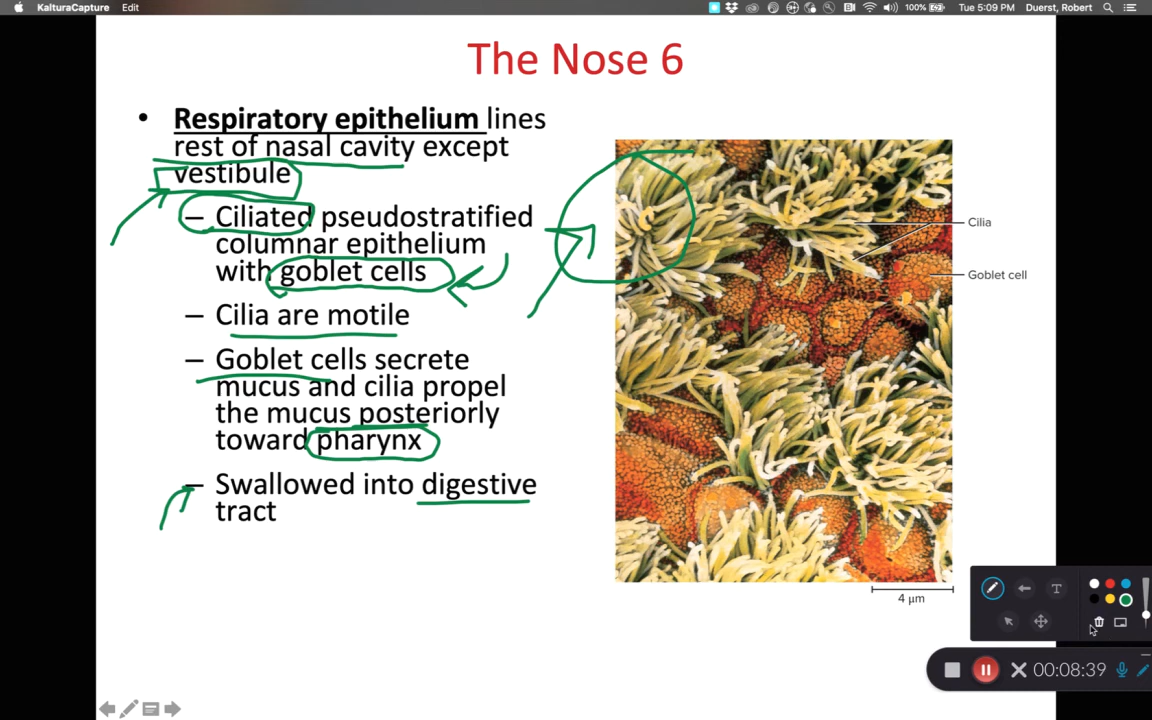 KalturaCapture Edit
100% Tue 5:09 PM Duerst, Robert
The Nose 6
• Respiratory epithelium lines
rest of nasal cavity except
vestibule
– Ciliated pseudostratified
columnar epithelium
with goblet cells
– Cilia are motile
– Goblet cells secrete
mucus and cilia propel
the mucus posteriorly
toward pharynx
– Swallowed into digestive
tract
Cilia
Goblet cell
4 μm
T
00:08:39